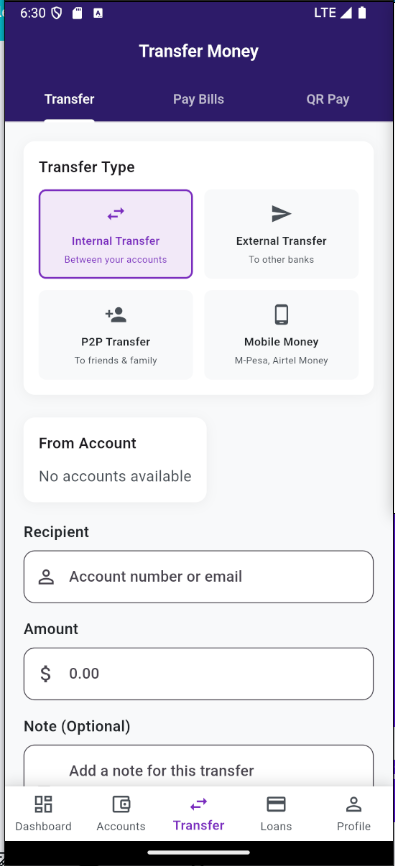 6:30 LTE
Transfer Money
Transfer Pay Bills QR Pay
Transfer Type
Internal Transfer External Transfer
Between your accounts To other banks
P2P Transfer Mobile Money
To friends & family M-Pesa, Airtel Money
From Account
No accounts available
Recipient
Account number or email
Amount
$ 0.00
Note (Optional)
Add a note for this transfer
Dashboard Accounts Transfer Loans Profile